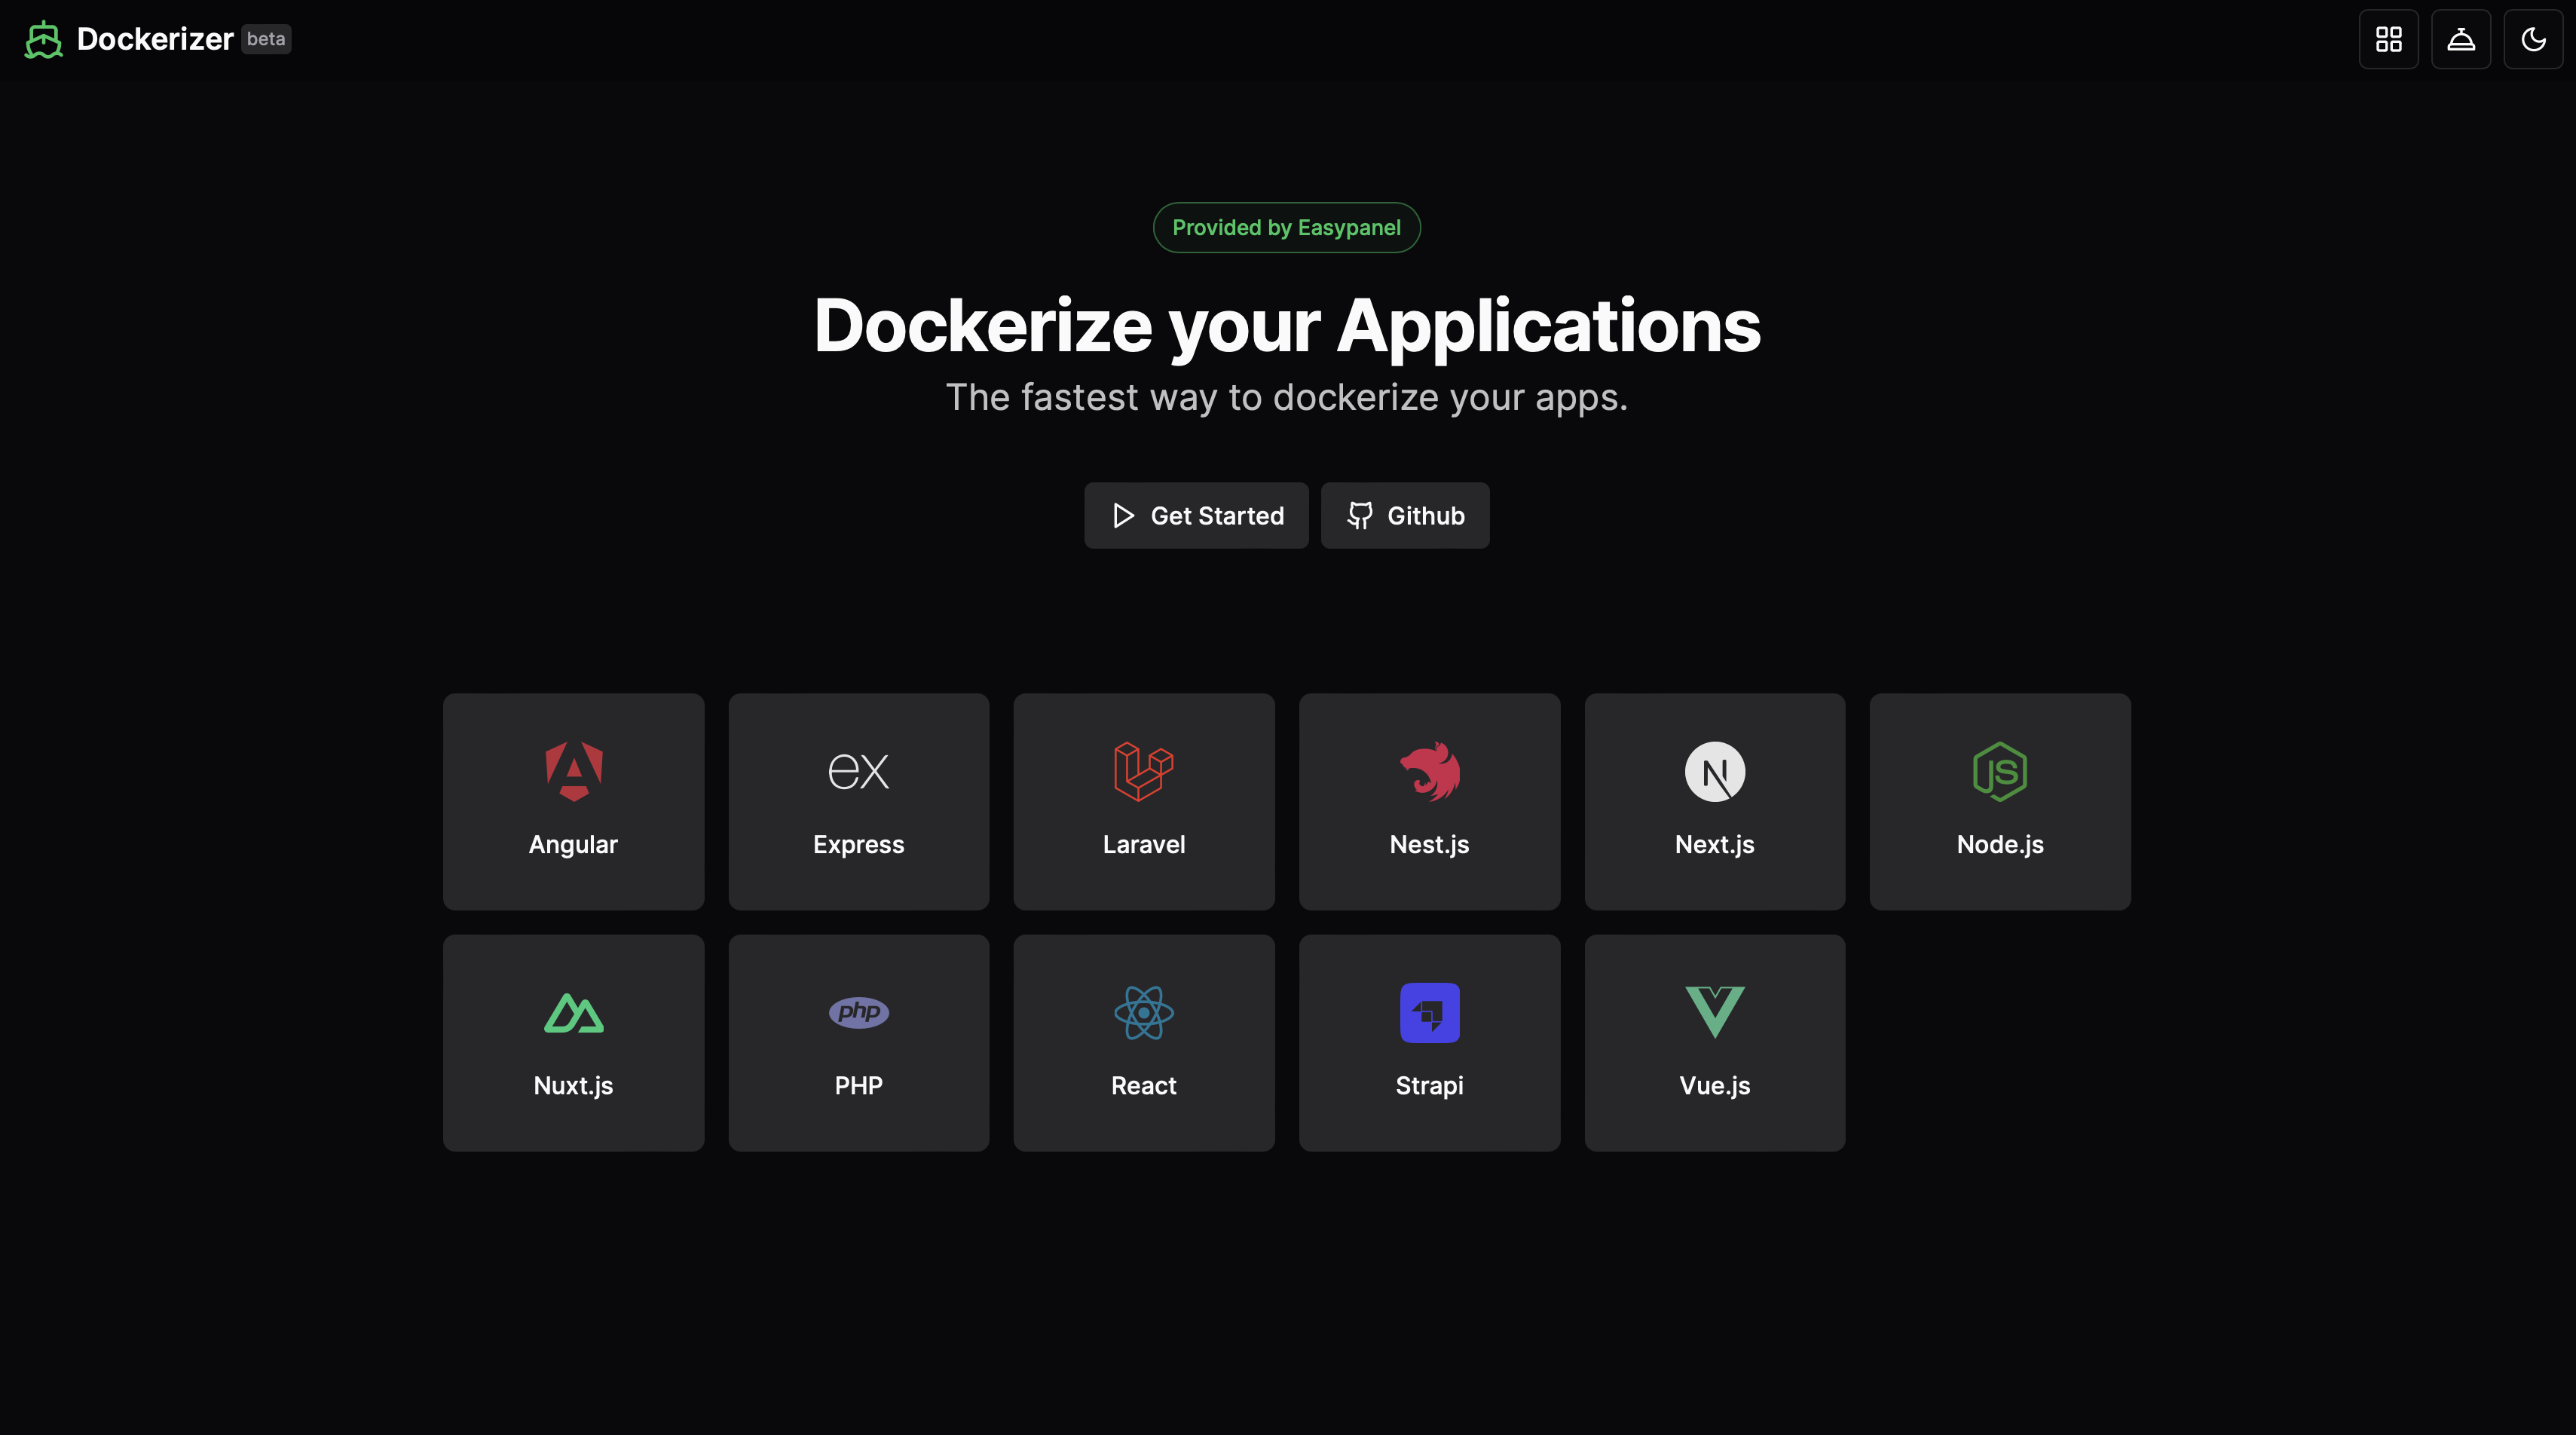 Dockerizer beta
Provided by Easypanel
Dockerize your Applications
The fastest way to dockerize your apps.
Get Started
Github
ex
Angular
Express
Laravel
Nest.js
Next.js
Node.js
php
Nuxt.js
PHP
React
Strapi
Vue.js